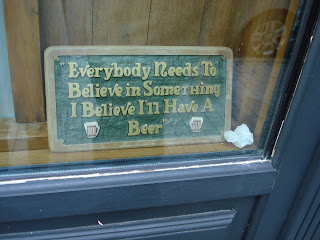 Everybody Needs To
Believe in Something
I Believe I'll Have A
Beer